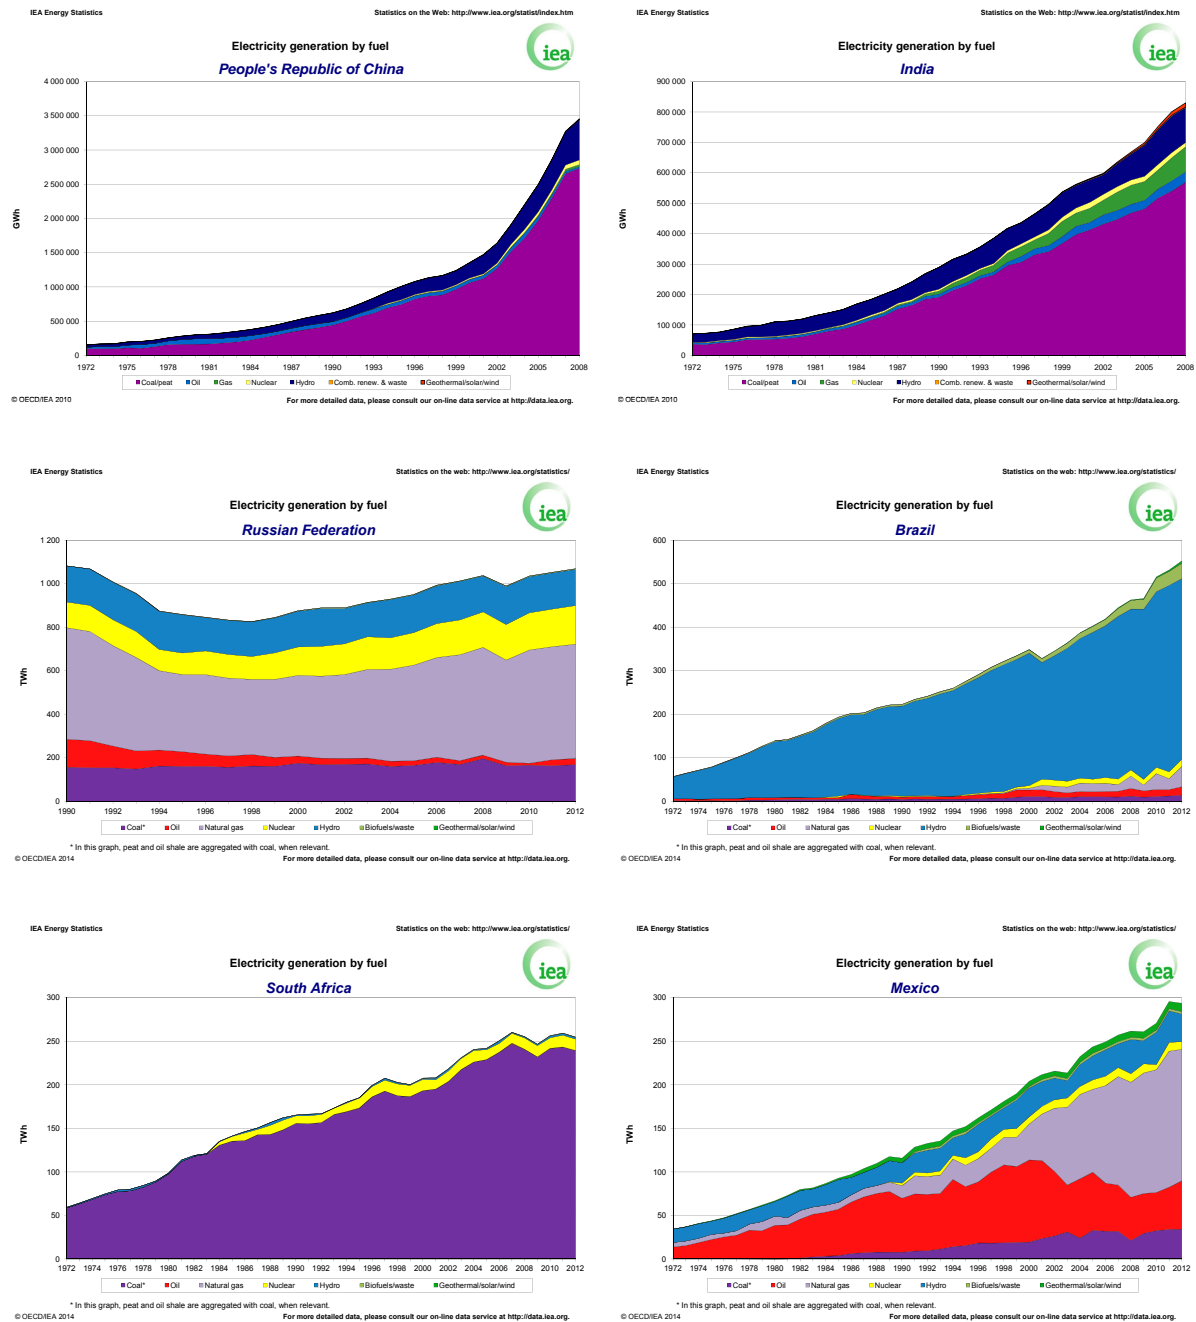 IEA Energy Statistics
Statistics on the Web: http://www.iea.org/statist/index.htm
Electricity generation by fuel
iea
People's Republic of China
4 000 000
3 500 000
3 000 000
2 500 000
2 000 000
1 500 000
1 000 000
500 000
0
GWh
1972 1975 1978 1981 1984 1987 1990 1993 1996 1999 2002 2005 2008
Coal/peat Oil Gas Nuclear Hydro Comb. renew. & waste Geothermal/solar/wind
© OECD/IEA 2010
For more detailed data, please consult our on-line data service at http://data.iea.org.
IEA Energy Statistics
Statistics on the Web: http://www.iea.org/statist/index.htm
Electricity generation by fuel
iea
India
900 000
800 000
700 000
600 000
500 000
400 000
300 000
200 000
100 000
0
GWh
1972 1975 1978 1981 1984 1987 1990 1993 1996 1999 2002 2005 2008
Coal/peat Oil Gas Nuclear Hydro Comb. renew. & waste Geothermal/solar/wind
© OECD/IEA 2010
For more detailed data, please consult our on-line data service at http://data.iea.org.
IEA Energy Statistics
Statistics on the web: http://www.iea.org/statistics/
Electricity generation by fuel
iea
Russian Federation
1 200
1 000
800
600
400
200
0
TWh
1990 1992 1994 1996 1998 2000 2002 2004 2006 2008 2010 2012
Coal* Oil Natural gas Nuclear Hydro Biofuels/waste Geothermal/solar/wind
* In this graph, peat and oil shale are aggregated with coal, when relevant.
© OECD/IEA 2014
For more detailed data, please consult our on-line data service at http://data.iea.org.
IEA Energy Statistics
Statistics on the web: http://www.iea.org/statistics/
Electricity generation by fuel
iea
Brazil
600
500
400
300
200
100
0
TWh
1972 1974 1976 1978 1980 1982 1984 1986 1988 1990 1992 1994 1996 1998 2000 2002 2004 2006 2008 2010 2012
Coal* Oil Natural gas Nuclear Hydro Biofuels/waste Geothermal/solar/wind
* In this graph, peat and oil shale are aggregated with coal, when relevant.
© OECD/IEA 2014
For more detailed data, please consult our on-line data service at http://data.iea.org.
IEA Energy Statistics
Statistics on the web: http://www.iea.org/statistics/
Electricity generation by fuel
iea
South Africa
300
250
200
150
100
50
0
TWh
1972 1974 1976 1978 1980 1982 1984 1986 1988 1990 1992 1994 1996 1998 2000 2002 2004 2006 2008 2010 2012
Coal* Oil Natural gas Nuclear Hydro Biofuels/waste Geothermal/solar/wind
* In this graph, peat and oil shale are aggregated with coal, when relevant.
© OECD/IEA 2014
For more detailed data, please consult our on-line data service at http://data.iea.org.
IEA Energy Statistics
Statistics on the web: http://www.iea.org/statistics/
Electricity generation by fuel
iea
Mexico
300
250
200
150
100
50
0
TWh
1972 1974 1976 1978 1980 1982 1984 1986 1988 1990 1992 1994 1996 1998 2000 2002 2004 2006 2008 2010 2012
Coal* Oil Natural gas Nuclear Hydro Biofuels/waste Geothermal/solar/wind
* In this graph, peat and oil shale are aggregated with coal, when relevant.
© OECD/IEA 2014
For more detailed data, please consult our on-line data service at http://data.iea.org.